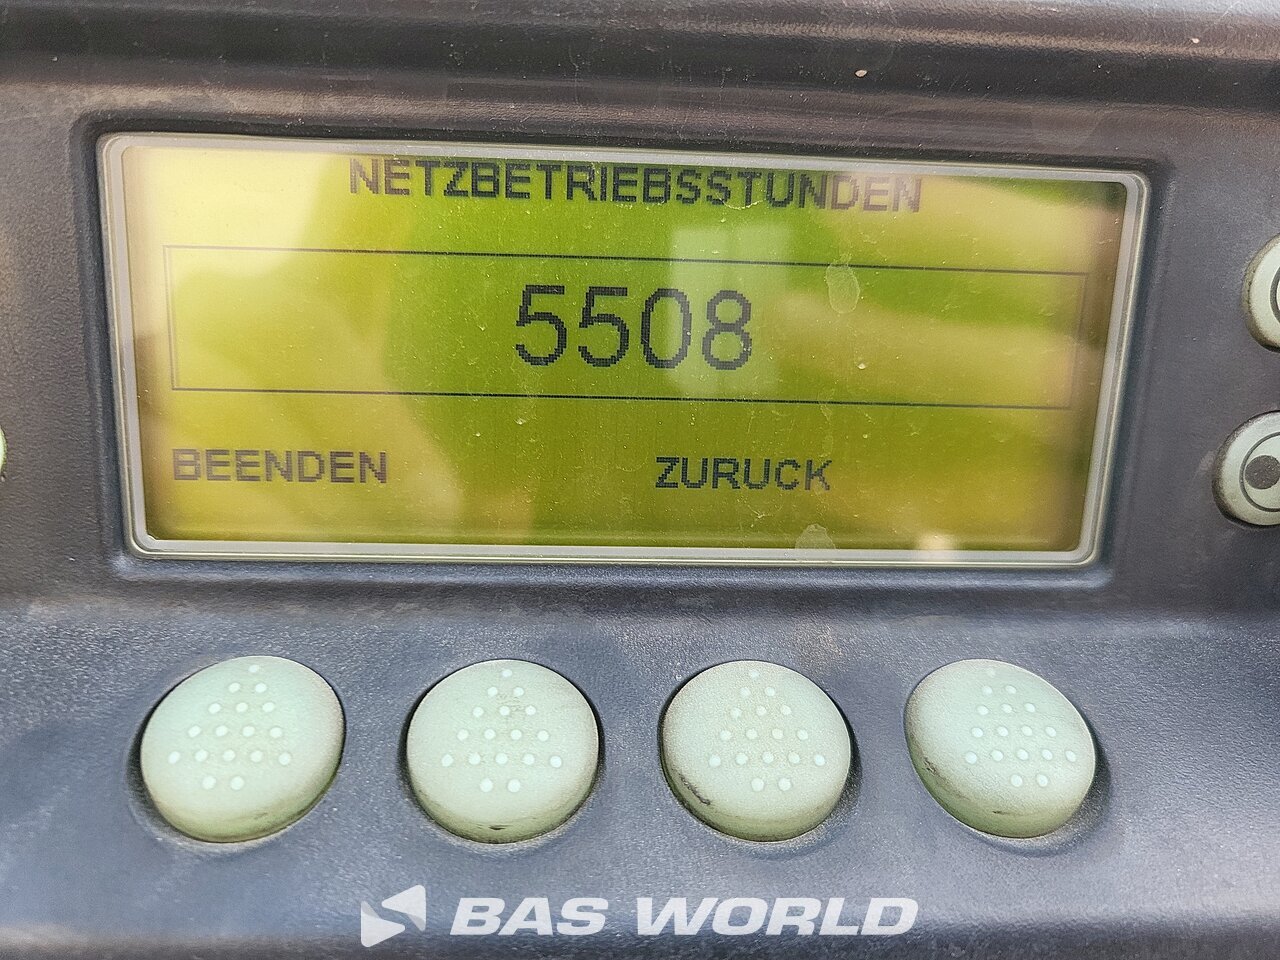 NETZBETRIEBSSTUNDEN
5508
BEENDEN ZURUCK
BAS WORLD